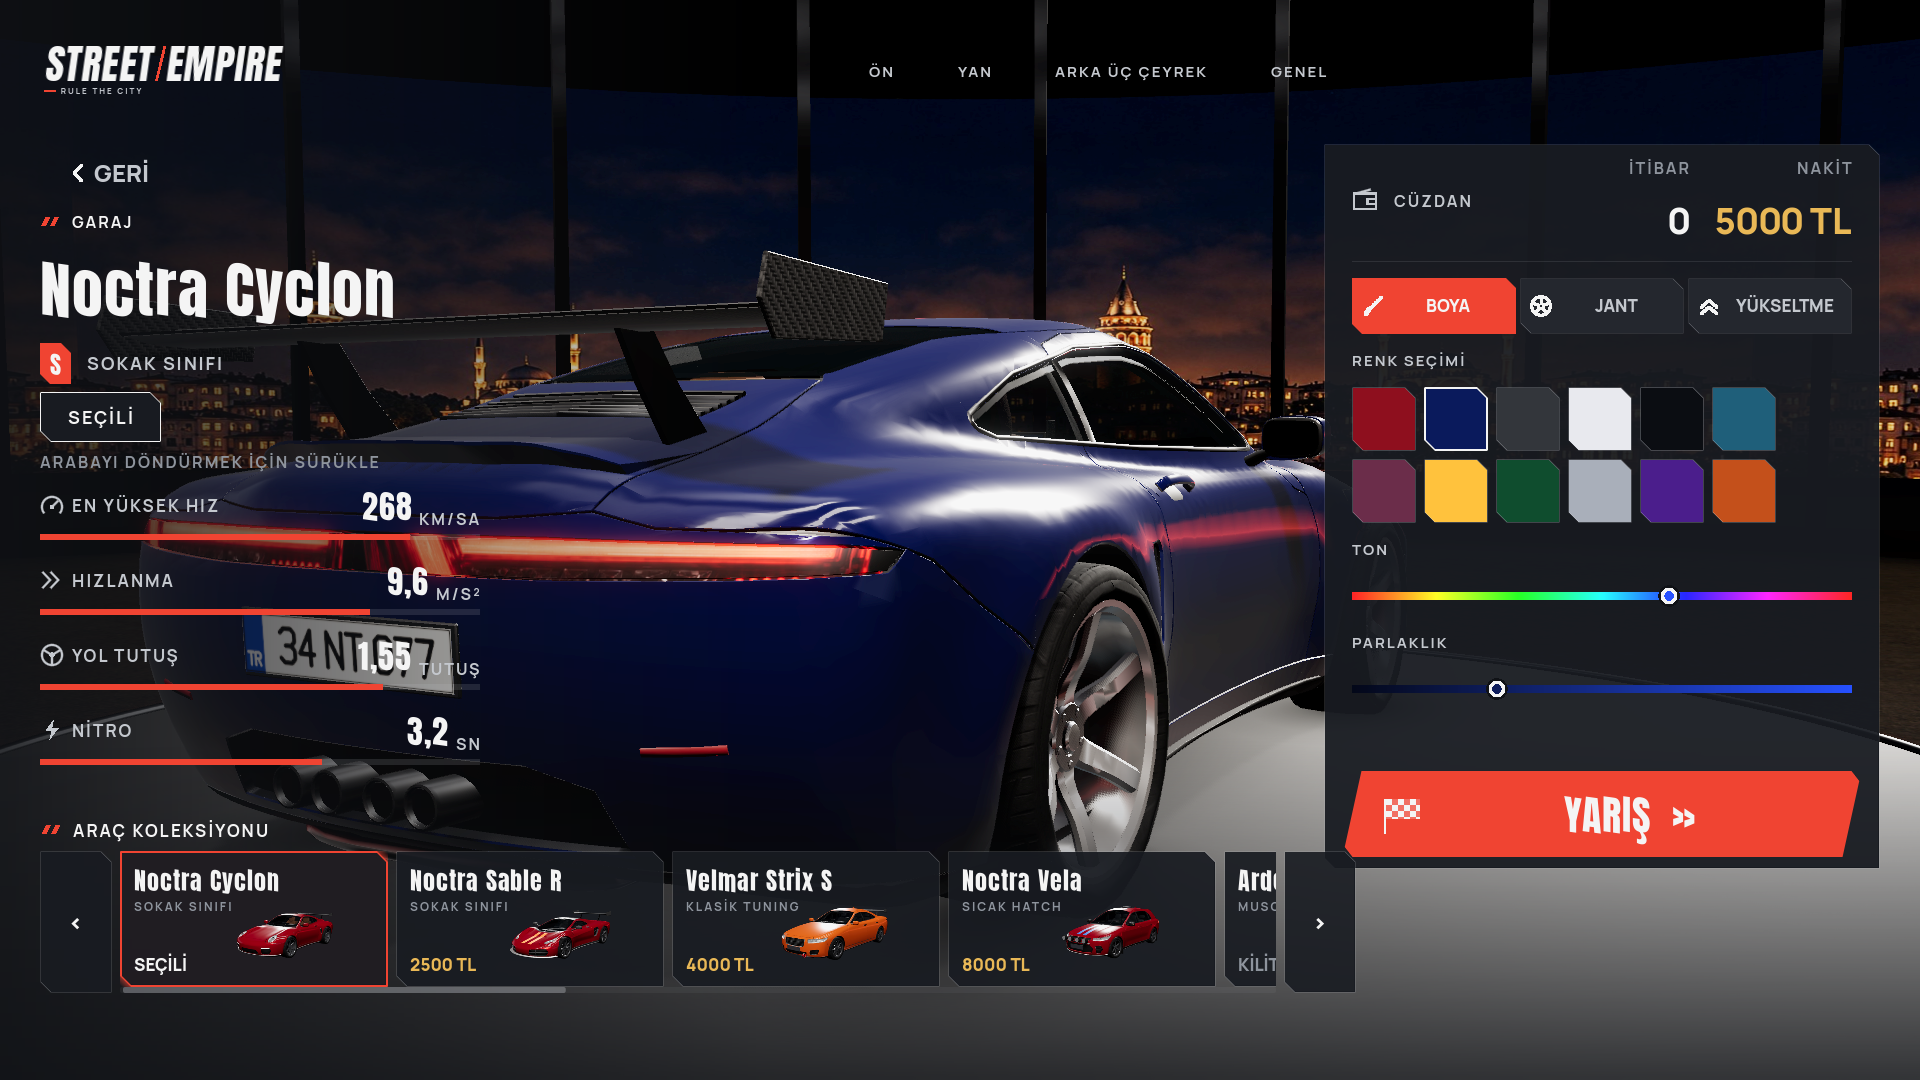 STREET/EMPIRE
RULE THE CITY
ÖN YAN ARKA ÜÇ ÇEYREK GENEL
GERİ
GARAJ
Noctra Cyclon
S SOKAK SINIFI
SEÇİLİ
ARABAYI DÖNDÜRMEK İÇİN SÜRÜKLE
EN YÜKSEK HIZ 268 KM/SA
HIZLANMA 9,6 M/S²
YOL TUTUŞ 1,55 TUTUŞ
NİTRO 3,2 SN
TR 34 NT 677
İTİBAR NAKİT
CÜZDAN 0 5000 TL
BOYA JANT YÜKSELTME
RENK SEÇİMİ
TON
PARLAKLIK
YARIŞ
ARAÇ KOLEKSİYONU
Noctra Cyclon
SOKAK SINIFI
SEÇİLİ
Noctra Sable R
SOKAK SINIFI
2500 TL
Velmar Strix S
KLASİK TUNING
4000 TL
Noctra Vela
SICAK HATCH
8000 TL